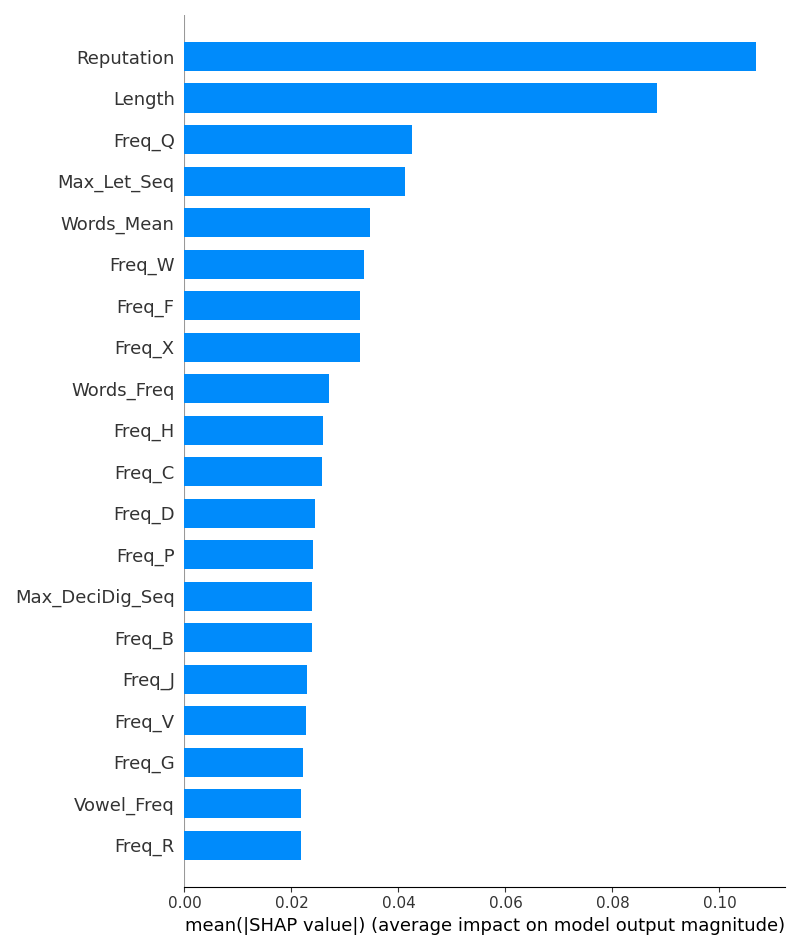 Reputation
Length
Freq_Q
Max_Let_Seq
Words_Mean
Freq_W
Freq_F
Freq_X
Words_Freq
Freq_H
Freq_C
Freq_D
Freq_P
Max_DeciDig_Seq
Freq_B
Freq_J
Freq_V
Freq_G
Vowel_Freq
Freq_R
0.00 0.02 0.04 0.06 0.08 0.10
mean(|SHAP value|) (average impact on model output magnitude)